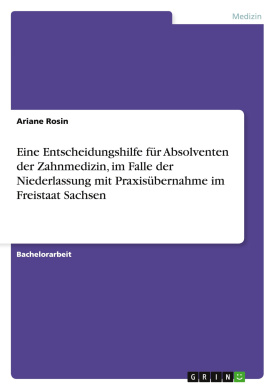 Medizin
Ariane Rosin
Eine Entscheidungshilfe für Absolventen
der Zahnmedizin, im Falle der
Niederlassung mit Praxisübernahme im
Freistaat Sachsen
Bachelorarbeit
GRIN